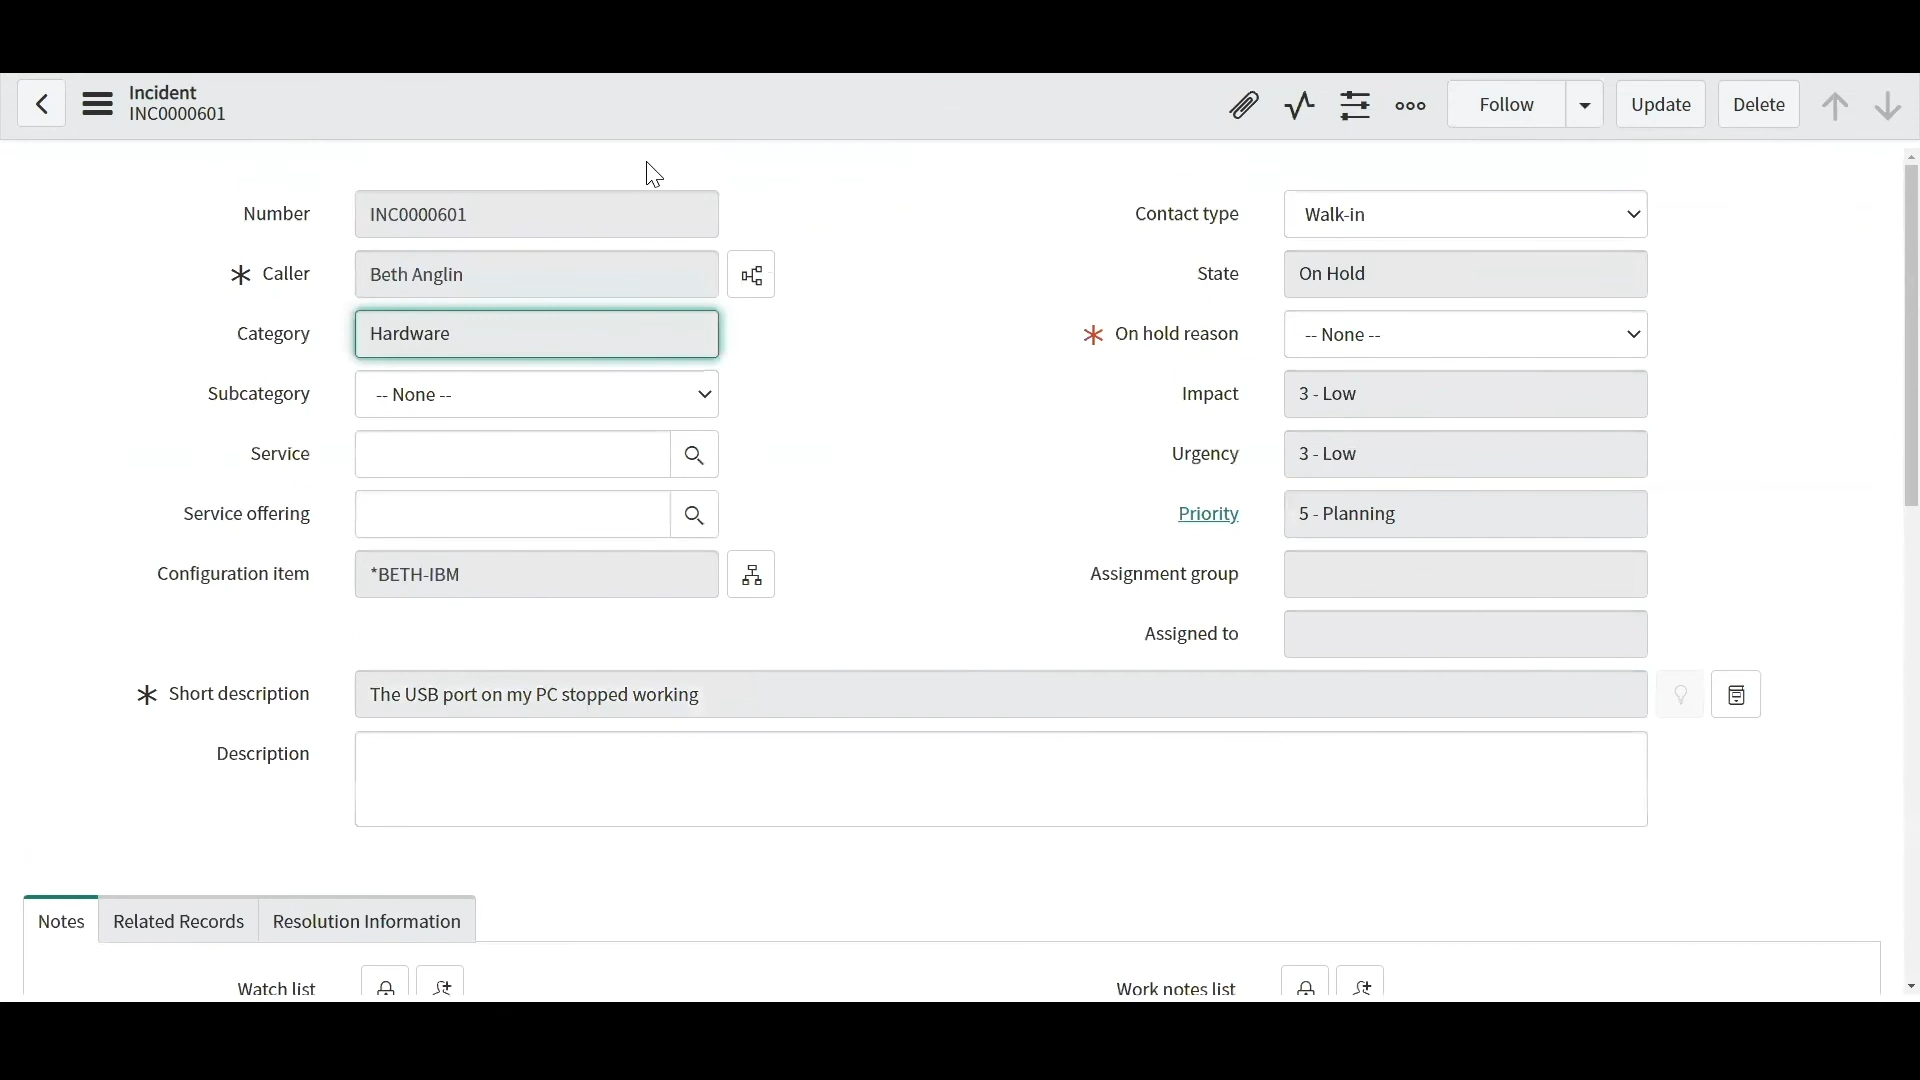 Incident
INC0000601
Follow
Update
Delete
Number
INC0000601
Contact type
Walk-in
Caller
Beth Anglin
State
On Hold
Category
Hardware
On hold reason
-- None --
Subcategory
-- None --
Impact
3 - Low
Service
Urgency
3 - Low
Service offering
Priority
5 - Planning
Configuration item
*BETH-IBM
Assignment group
Assigned to
Short description
The USB port on my PC stopped working
Description
Notes
Related Records
Resolution Information
Watch list
Work notes list